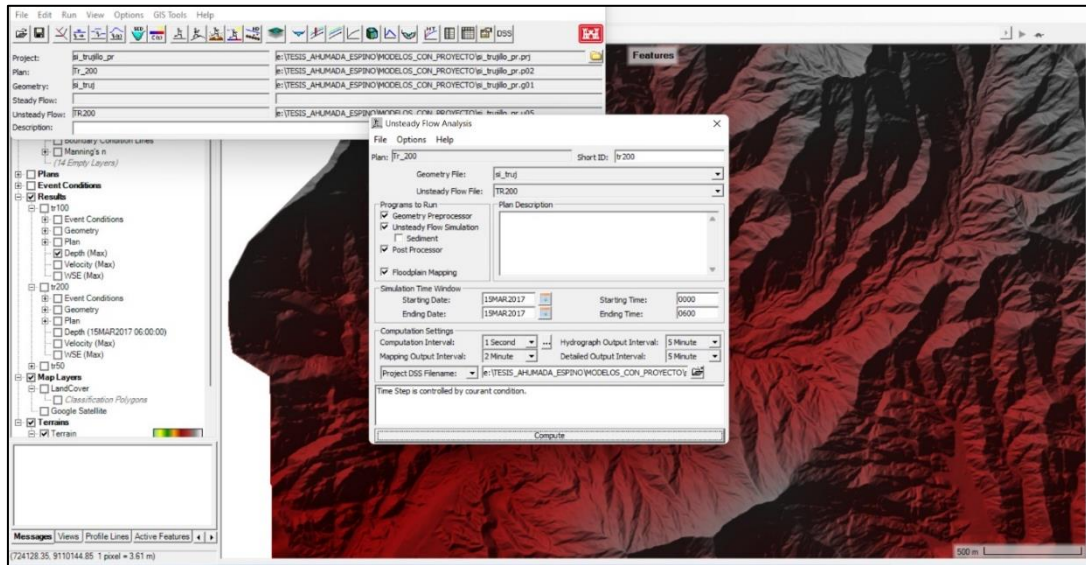 File Edit Run View Options GIS Tools Help
DSS
Project: si_trujillo_pr e:\TESIS_AHUMADA_ESPINO\MODELOS_CON_PROYECTO\si_trujillo_pr.prj
Plan: Tr_200 e:\TESIS_AHUMADA_ESPINO\MODELOS_CON_PROYECTO\si_trujillo_pr.p02
Geometry: si_truj e:\TESIS_AHUMADA_ESPINO\MODELOS_CON_PROYECTO\si_trujillo_pr.g01
Steady Flow:
Unsteady Flow: TR200 e:\TESIS_AHUMADA_ESPINO\MODELOS_CON_PROYECTO\si_trujillo_pr.u05
Description:
Features
Boundary Condition Lines
Manning's n
(14 Empty Layers)
Plans
Event Conditions
Results
tr100
Event Conditions
Geometry
Plan
Depth (Max)
Velocity (Max)
WSE (Max)
tr200
Event Conditions
Geometry
Plan
Depth (15MAR2017 06:00:00)
Velocity (Max)
WSE (Max)
tr50
Map Layers
LandCover
Classification Polygons
Google Satellite
Terrains
Terrain
Messages Views Profile Lines Active Features
(724128.35, 9110144.85 1 pixel = 3.61 m)
Unsteady Flow Analysis
File Options Help
Plan: Tr_200 Short ID: tr200
Geometry File: si_truj
Unsteady Flow File: TR200
Programs to Run Plan Description
Geometry Preprocessor
Unsteady Flow Simulation
Sediment
Post Processor
Floodplain Mapping
Simulation Time Window
Starting Date: 15MAR2017 Starting Time: 0000
Ending Date: 15MAR2017 Ending Time: 0600
Computation Settings
Computation Interval: 1 Second ... Hydrograph Output Interval: 5 Minute
Mapping Output Interval: 2 Minute Detailed Output Interval: 5 Minute
Project DSS Filename: e:\TESIS_AHUMADA_ESPINO\MODELOS_CON_PROYECTO\s
Time Step is controlled by courant condition.
Compute
500 m